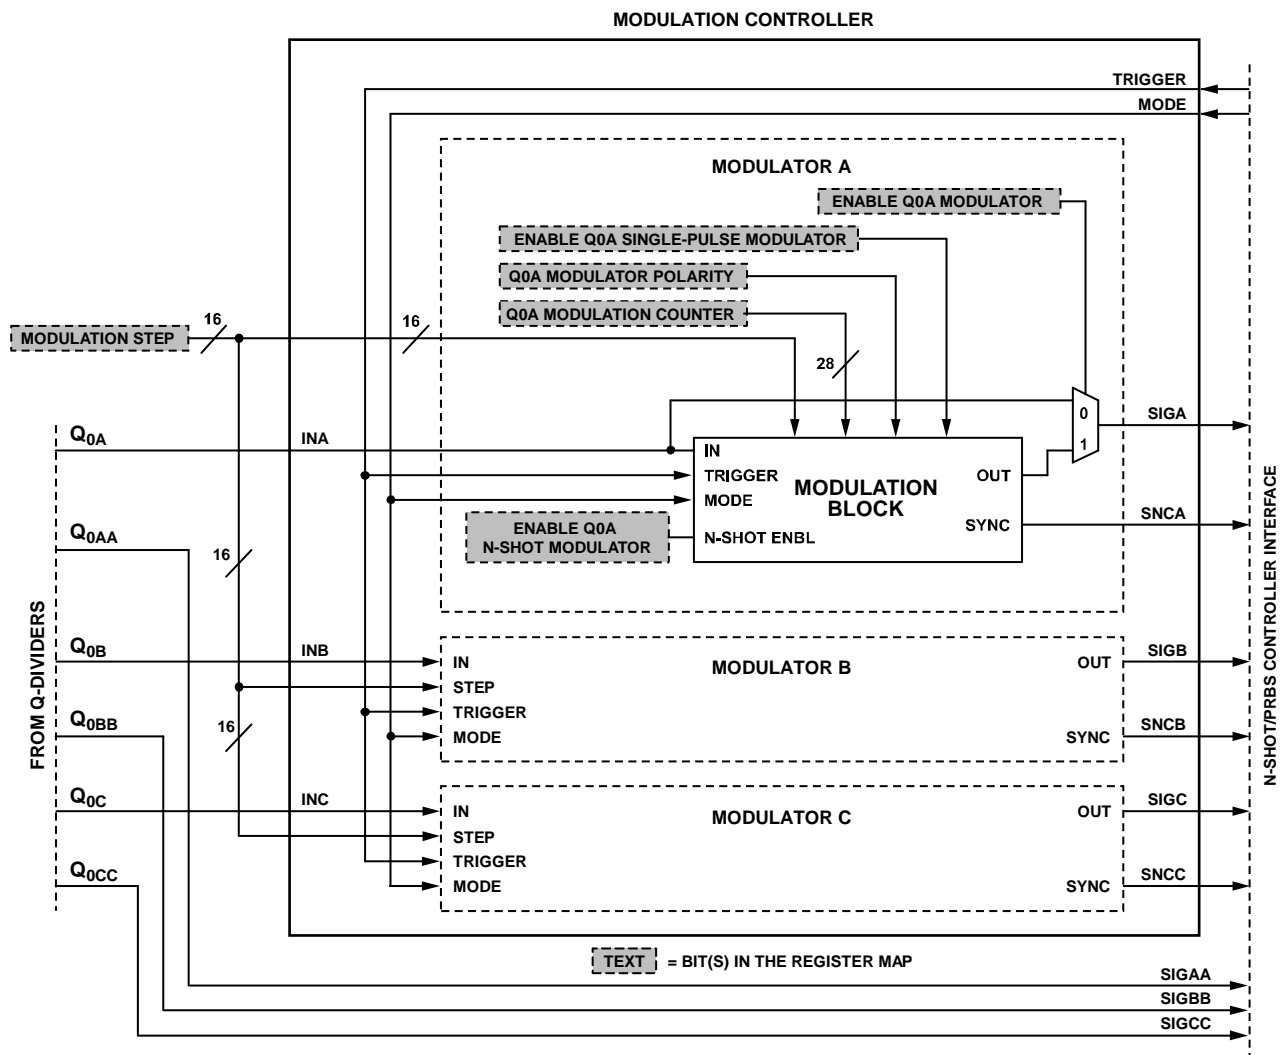 MODULATION CONTROLLER
TRIGGER
MODE
MODULATOR A
ENABLE Q0A MODULATOR
ENABLE Q0A SINGLE-PULSE MODULATOR
Q0A MODULATOR POLARITY
Q0A MODULATION COUNTER
MODULATION STEP
16
16
28
0
1
SIGA
Q0A
INA
IN
TRIGGER
MODE
N-SHOT ENBL
MODULATION
BLOCK
OUT
SYNC
SNCA
ENABLE Q0A
N-SHOT MODULATOR
Q0AA
16
Q0B
INB
IN
STEP
TRIGGER
MODE
MODULATOR B
OUT
SYNC
SIGB
SNCB
Q0BB
16
Q0C
INC
IN
STEP
TRIGGER
MODE
MODULATOR C
OUT
SYNC
SIGC
SNCC
Q0CC
FROM Q-DIVIDERS
N-SHOT/PRBS CONTROLLER INTERFACE
TEXT = BIT(S) IN THE REGISTER MAP
SIGAA
SIGBB
SIGCC